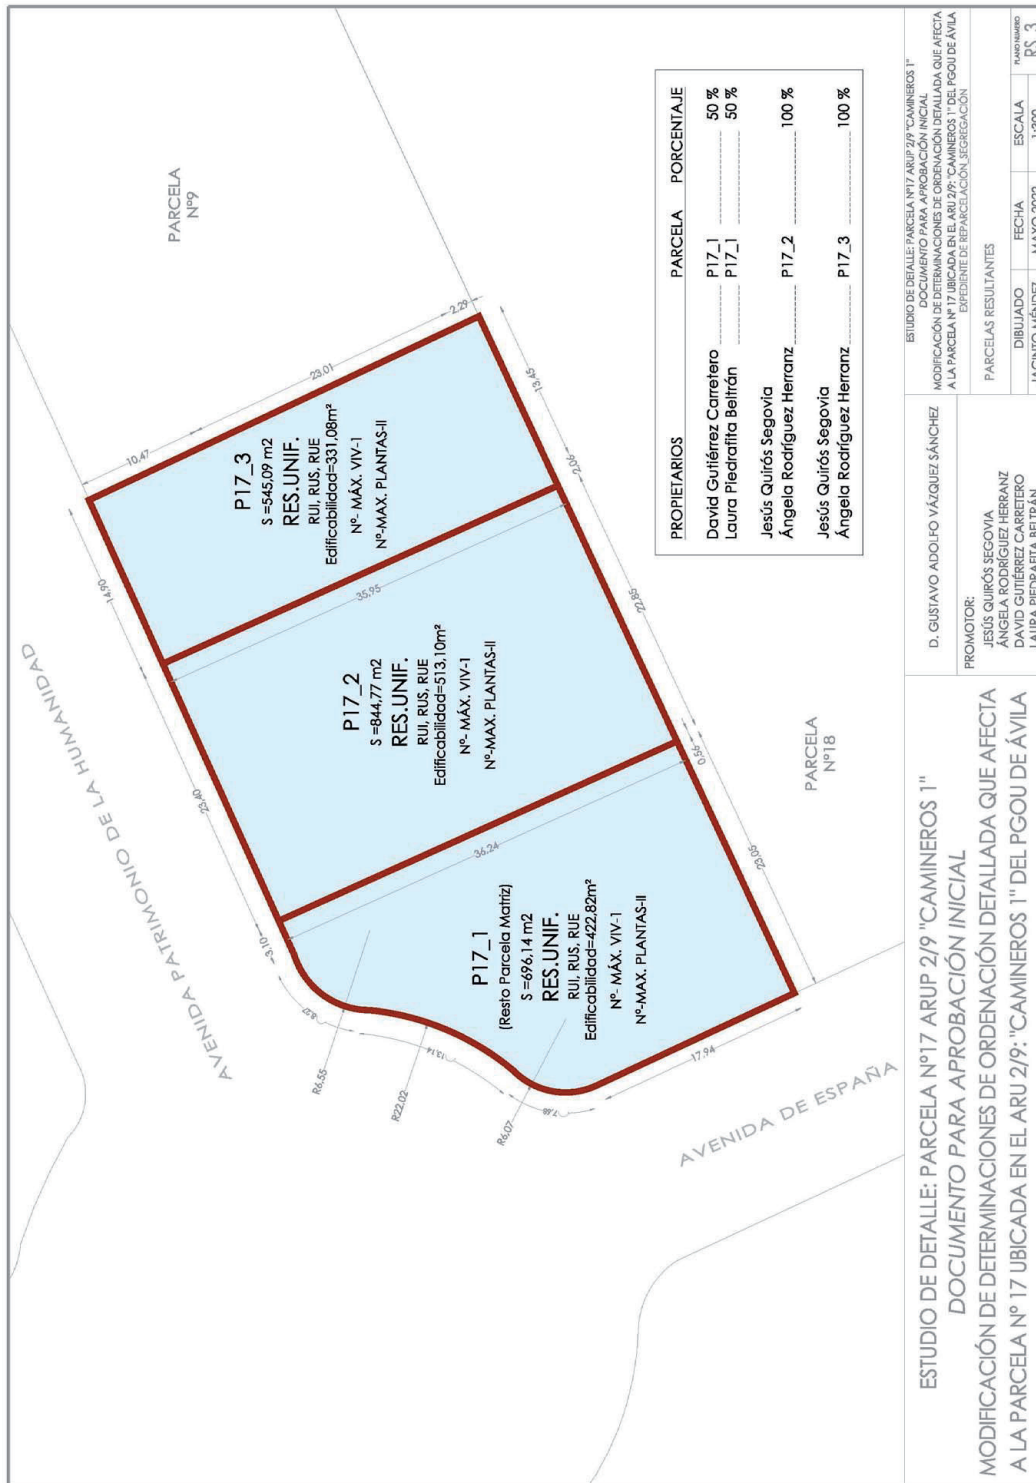 AVENIDA PATRIMONIO DE LA HUMANIDAD
AVENIDA DE ESPAÑA
PARCELA
Nº9
PARCELA
Nº18
P17_1
(Resto Parcela Matriz)
S =696,14 m2
RES.UNIF.
RUI, RUS, RUE
Edificabilidad=422,82m²
Nº- MÁX. VIV-1
Nº-MAX. PLANTAS-II
P17_2
S =844,77 m2
RES.UNIF.
RUI, RUS, RUE
Edificabilidad=513,10m²
Nº- MÁX. VIV-1
Nº-MAX. PLANTAS-II
P17_3
S =545,09 m2
RES.UNIF.
RUI, RUS, RUE
Edificabilidad=331,08m²
Nº- MÁX. VIV-1
Nº-MAX. PLANTAS-II
3,10
23,40
14,90
10,47
23,01
2,29
13,45
2,06
22,85
0,56
23,05
17,94
7,68
13,14
8,27
R6,55
R22,02
R6,07
36,24
35,95
PROPIETARIOS PARCELA PORCENTAJE
David Gutiérrez Carretero P17_1 50 %
Laura Piedrafita Beltrán P17_1 50 %
Jesús Quirós Segovia
Ángela Rodríguez Herranz P17_2 100 %
Jesús Quirós Segovia
Ángela Rodríguez Herranz P17_3 100 %
ESTUDIO DE DETALLE: PARCELA Nº17 ARUP 2/9 "CAMINEROS 1"
DOCUMENTO PARA APROBACIÓN INICIAL
MODIFICACIÓN DE DETERMINACIONES DE ORDENACIÓN DETALLADA QUE AFECTA
A LA PARCELA Nº 17 UBICADA EN EL ARU 2/9: "CAMINEROS 1" DEL PGOU DE ÁVILA
D. GUSTAVO ADOLFO VÁZQUEZ SÁNCHEZ
PROMOTOR:
JESÚS QUIRÓS SEGOVIA
ÁNGELA RODRÍGUEZ HERRANZ
DAVID GUTIÉRREZ CARRETERO
LAURA PIEDRAFITA BELTRÁN
ESTUDIO DE DETALLE: PARCELA Nº17 ARUP 2/9 "CAMINEROS 1"
DOCUMENTO PARA APROBACIÓN INICIAL
MODIFICACIÓN DE DETERMINACIONES DE ORDENACIÓN DETALLADA QUE AFECTA
A LA PARCELA Nº 17 UBICADA EN EL ARU 2/9: "CAMINEROS 1" DEL PGOU DE ÁVILA
EXPEDIENTE DE REPARCELACIÓN_SEGREGACIÓN
PARCELAS RESULTANTES
DIBUJADO FECHA ESCALA PLANO NÚMERO
JACINTO MÉNDEZ MAYO 2022 1:300 RS_3